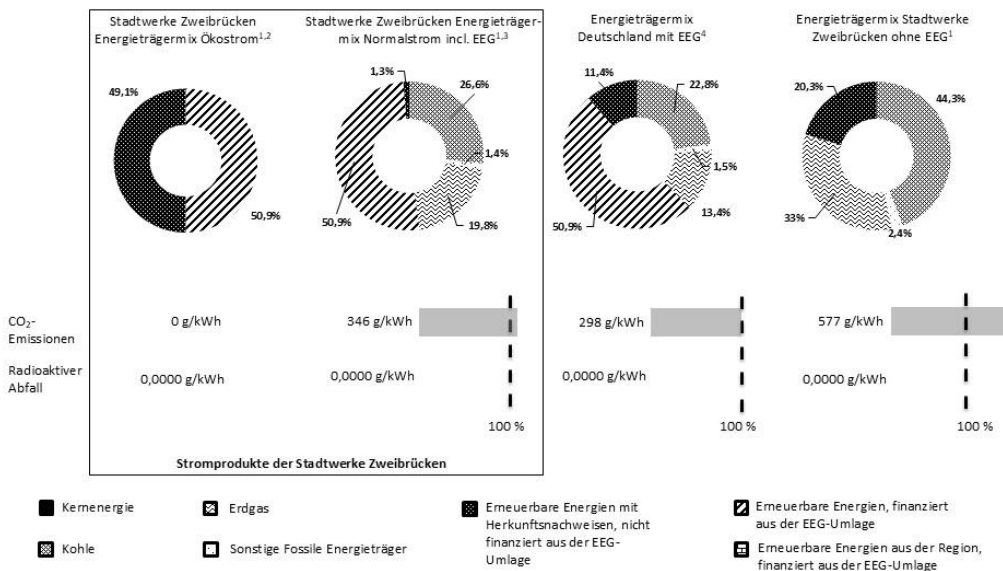 Stadtwerke Zweibrücken
Energieträgermix Ökostrom1,2
49,1%
50,9%
Stadtwerke Zweibrücken Energieträger-
mix Normalstrom incl. EEG1,3
1,3%
26,6%
1,4%
19,8%
50,9%
Energieträgermix
Deutschland mit EEG4
11,4%
22,8%
1,5%
13,4%
50,9%
Energieträgermix Stadtwerke
Zweibrücken ohne EEG1
20,3%
44,3%
33%
2,4%
CO2-
Emissionen
0 g/kWh
346 g/kWh
298 g/kWh
577 g/kWh
Radioaktiver
Abfall
0,0000 g/kWh
0,0000 g/kWh
0,0000 g/kWh
0,0000 g/kWh
100 %
100 %
100 %
Stromprodukte der Stadtwerke Zweibrücken
Kernenergie
Kohle
Erdgas
Sonstige Fossile Energieträger
Erneuerbare Energien mit
Herkunftsnachweisen, nicht
finanziert aus der EEG-
Umlage
Erneuerbare Energien, finanziert
aus der EEG-Umlage
Erneuerbare Energien aus der Region,
finanziert aus der EEG-Umlage